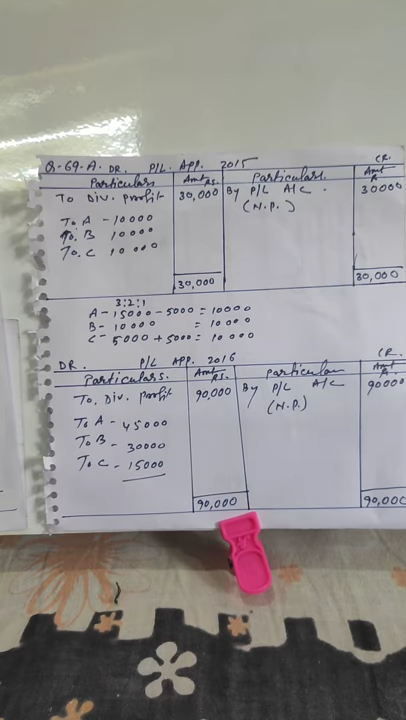 Q-69-A. DR. P/L. APP. 2015 CR.
Particulars Amt Rs. Particulars. Amt R.
To Div. Profit 30,000 By P/L A/C. 30000
(N.P.)
To A - 10000
To. B 10000
To. C 10000
30,000 30,000
3:2:1
A - 15000 - 5000 = 10000
B - 10000 = 10000
C - 5000 + 5000 = 10000
DR. P/L APP. 2016 CR.
Particulars. Amt Rs. Particulan Amt R.
To. Div. Profit 90,000 By P/L A/C 90000
(N.P.)
To A - 45000
To B - 30000
To C - 15000
90,000 90,000